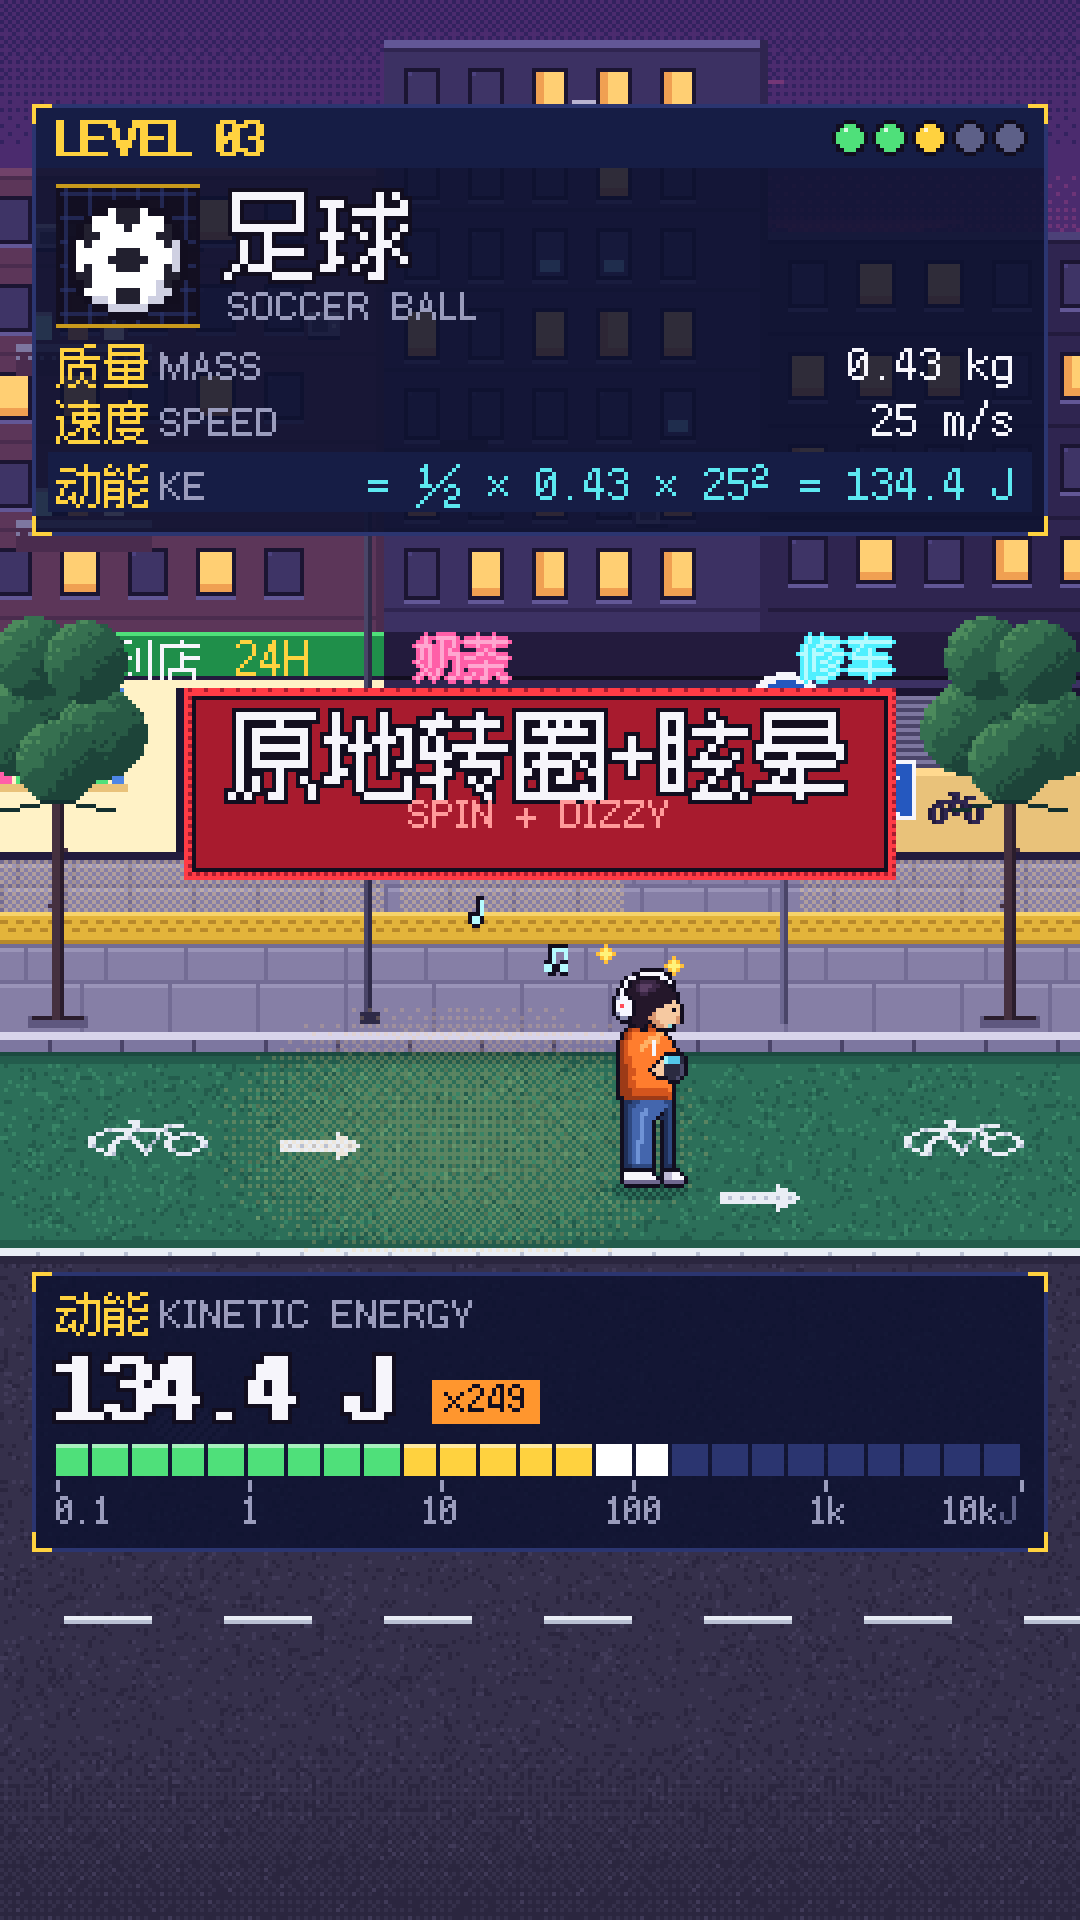 LEVEL 03
足球
SOCCER BALL
质量 MASS 0.43 kg
速度 SPEED 25 m/s
动能 KE = ½ × 0.43 × 25² = 134.4 J
利店 24H
奶茶
修车
原地转圈+眩晕
SPIN + DIZZY
动能 KINETIC ENERGY
134.4 J x249
0.1 1 10 100 1k 10kJ